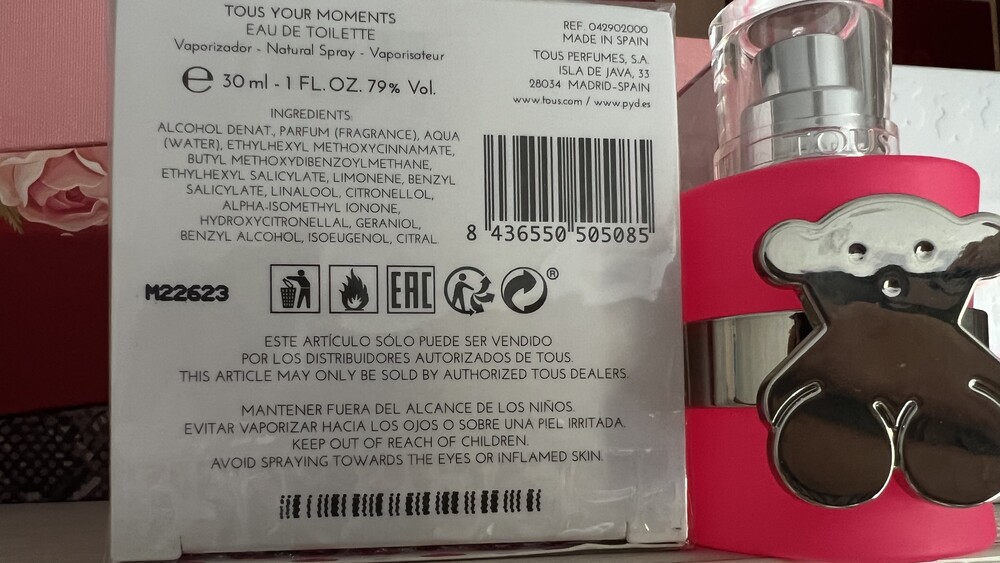 TOUS YOUR MOMENTS
EAU DE TOILETTE
Vaporizador - Natural Spray - Vaporisateur
℮ 30 ml - 1 FL. OZ. 79% Vol.
REF. 042902000
MADE IN SPAIN
TOUS PERFUMES, S.A.
ISLA DE JAVA, 33
28034 MADRID-SPAIN
www.tous.com / www.pyd.es
INGREDIENTS:
ALCOHOL DENAT., PARFUM (FRAGRANCE), AQUA
(WATER), ETHYLHEXYL METHOXYCINNAMATE,
BUTYL METHOXYDIBENZOYLMETHANE,
ETHYLHEXYL SALICYLATE, LIMONENE, BENZYL
SALICYLATE, LINALOOL, CITRONELLOL,
ALPHA-ISOMETHYL IONONE,
HYDROXYCITRONELLAL, GERANIOL,
BENZYL ALCOHOL, ISOEUGENOL, CITRAL
8 436550 505085
M22623
EAC
®
ESTE ARTÍCULO SÓLO PUEDE SER VENDIDO
POR LOS DISTRIBUIDORES AUTORIZADOS DE TOUS.
THIS ARTICLE MAY ONLY BE SOLD BY AUTHORIZED TOUS DEALERS.
MANTENER FUERA DEL ALCANCE DE LOS NIÑOS.
EVITAR VAPORIZAR HACIA LOS OJOS O SOBRE UNA PIEL IRRITADA.
KEEP OUT OF REACH OF CHILDREN.
AVOID SPRAYING TOWARDS THE EYES OR INFLAMED SKIN.
TOUS